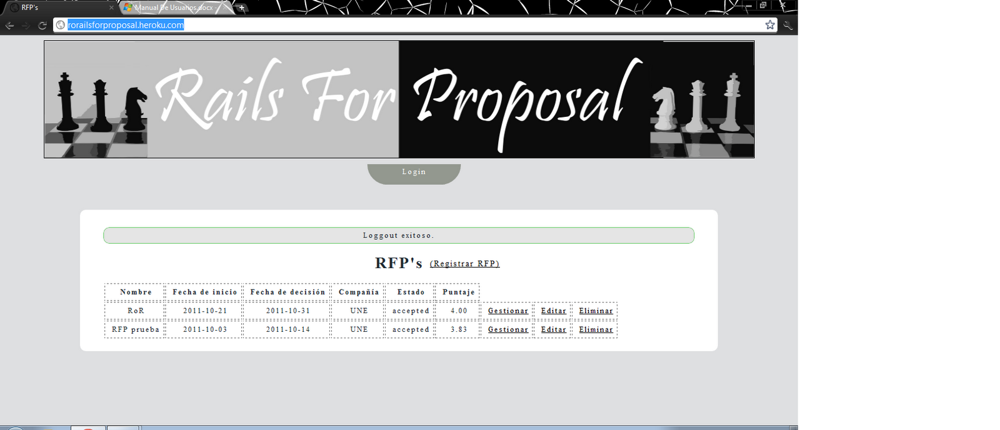 RFP's
Manual De Usuarios.docx -
rorailsforproposal.heroku.com
Rails For Proposal
Login
Loggout exitoso.
RFP's (Registrar RFP)
Nombre Fecha de inicio Fecha de decisión Compañía Estado Puntaje
RoR 2011-10-21 2011-10-31 UNE accepted 4.00 Gestionar Editar Eliminar
RFP prueba 2011-10-03 2011-10-14 UNE accepted 3.83 Gestionar Editar Eliminar